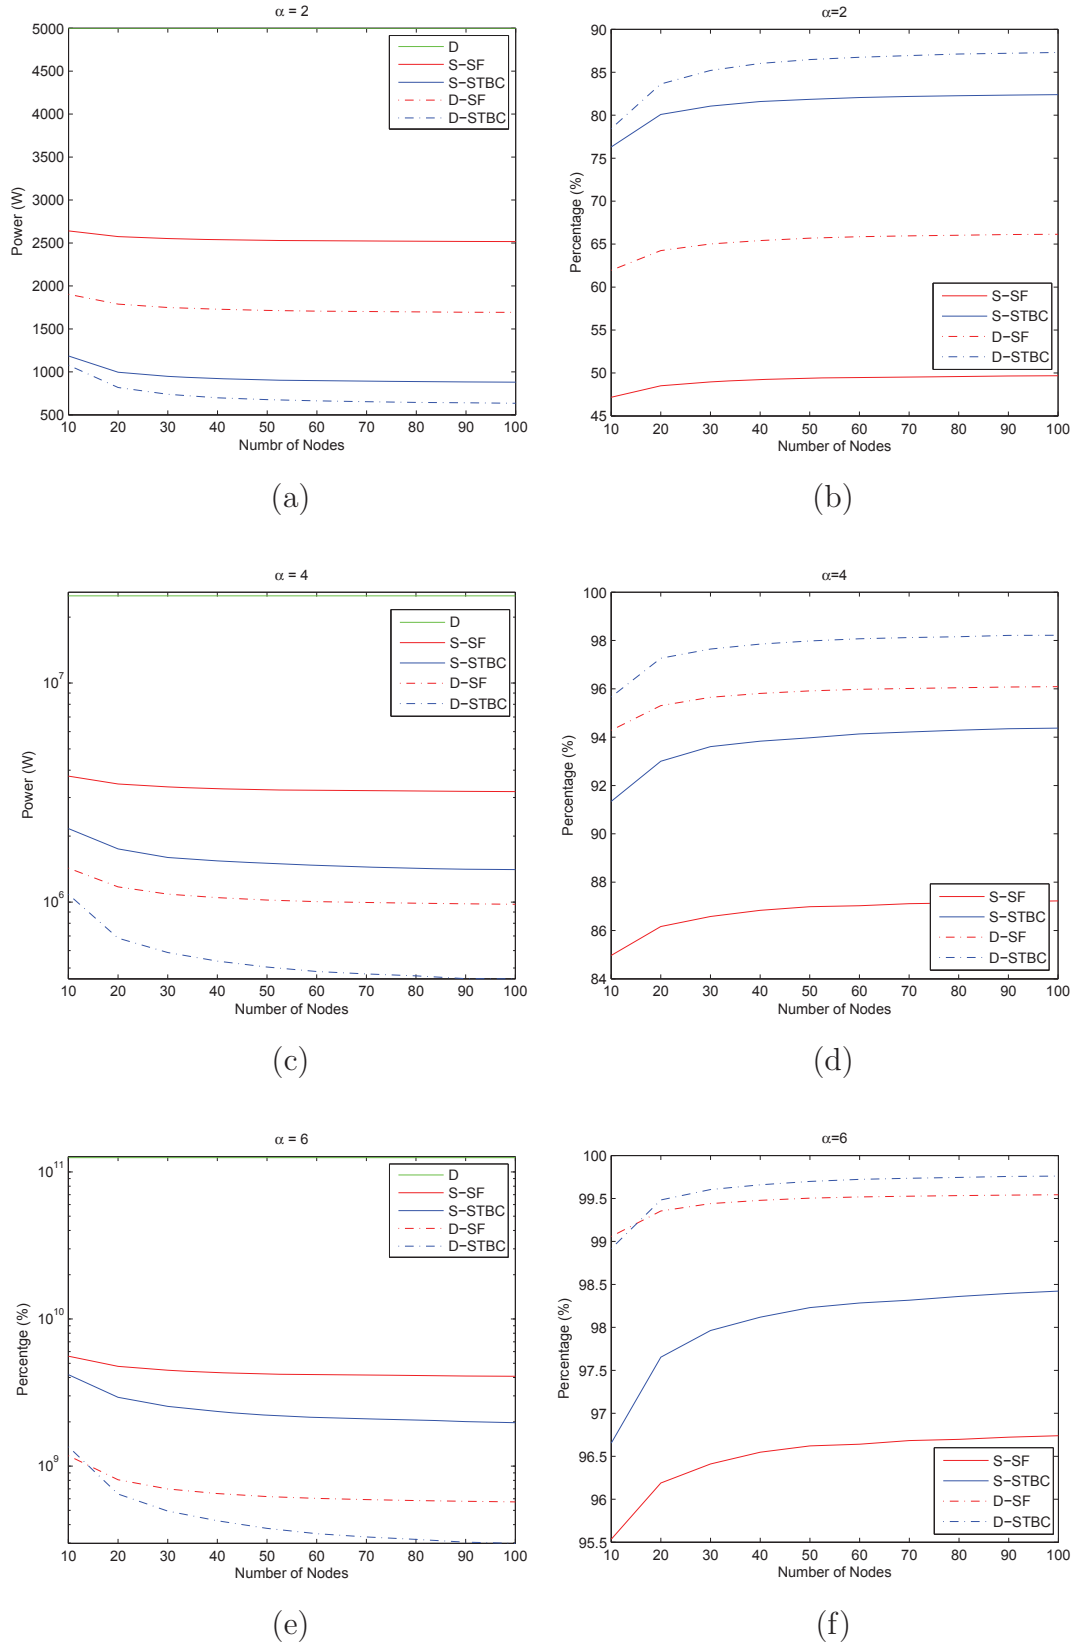 α = 2
5000
4500
4000
3500
3000
2500
2000
1500
1000
500
Power (W)
D
S−SF
S−STBC
D−SF
D−STBC
10 20 30 40 50 60 70 80 90 100
Numbr of Nodes
(a)
α=2
90
85
80
75
70
65
60
55
50
45
Percentage (%)
S−SF
S−STBC
D−SF
D−STBC
10 20 30 40 50 60 70 80 90 100
Number of Nodes
(b)
α = 4
10^7
10^6
Power (W)
D
S−SF
S−STBC
D−SF
D−STBC
10 20 30 40 50 60 70 80 90 100
Number of Nodes
(c)
α=4
100
98
96
94
92
90
88
86
84
Percentage (%)
S−SF
S−STBC
D−SF
D−STBC
10 20 30 40 50 60 70 80 90 100
Number of Nodes
(d)
α = 6
10^11
10^10
10^9
Percentge (%)
D
S−SF
S−STBC
D−SF
D−STBC
10 20 30 40 50 60 70 80 90 100
Number of Nodes
(e)
α=6
100
99.5
99
98.5
98
97.5
97
96.5
96
95.5
Percentage (%)
S−SF
S−STBC
D−SF
D−STBC
10 20 30 40 50 60 70 80 90 100
Number of Nodes
(f)